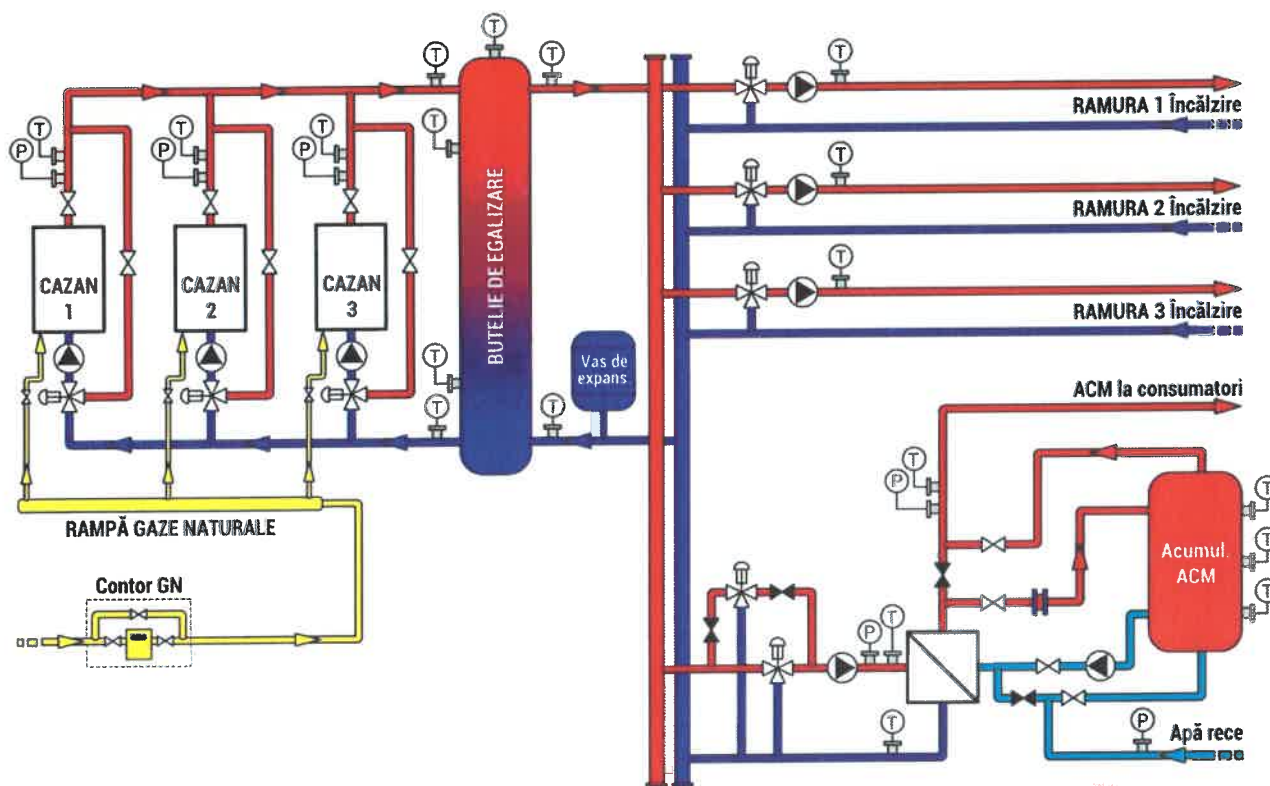 T
T
T
T
RAMURA 1 Încălzire
T
P
T
P
T
P
T
T
RAMURA 2 Încălzire
CAZAN
1
CAZAN
2
CAZAN
3
BUTELIE DE EGALIZARE
T
RAMURA 3 Încălzire
Vas de
expans
T
T
T
ACM la consumatori
RAMPĂ GAZE NATURALE
T
P
T
T
T
Acumul.
ACM
Contor GN
P
T
T
P
Apă rece